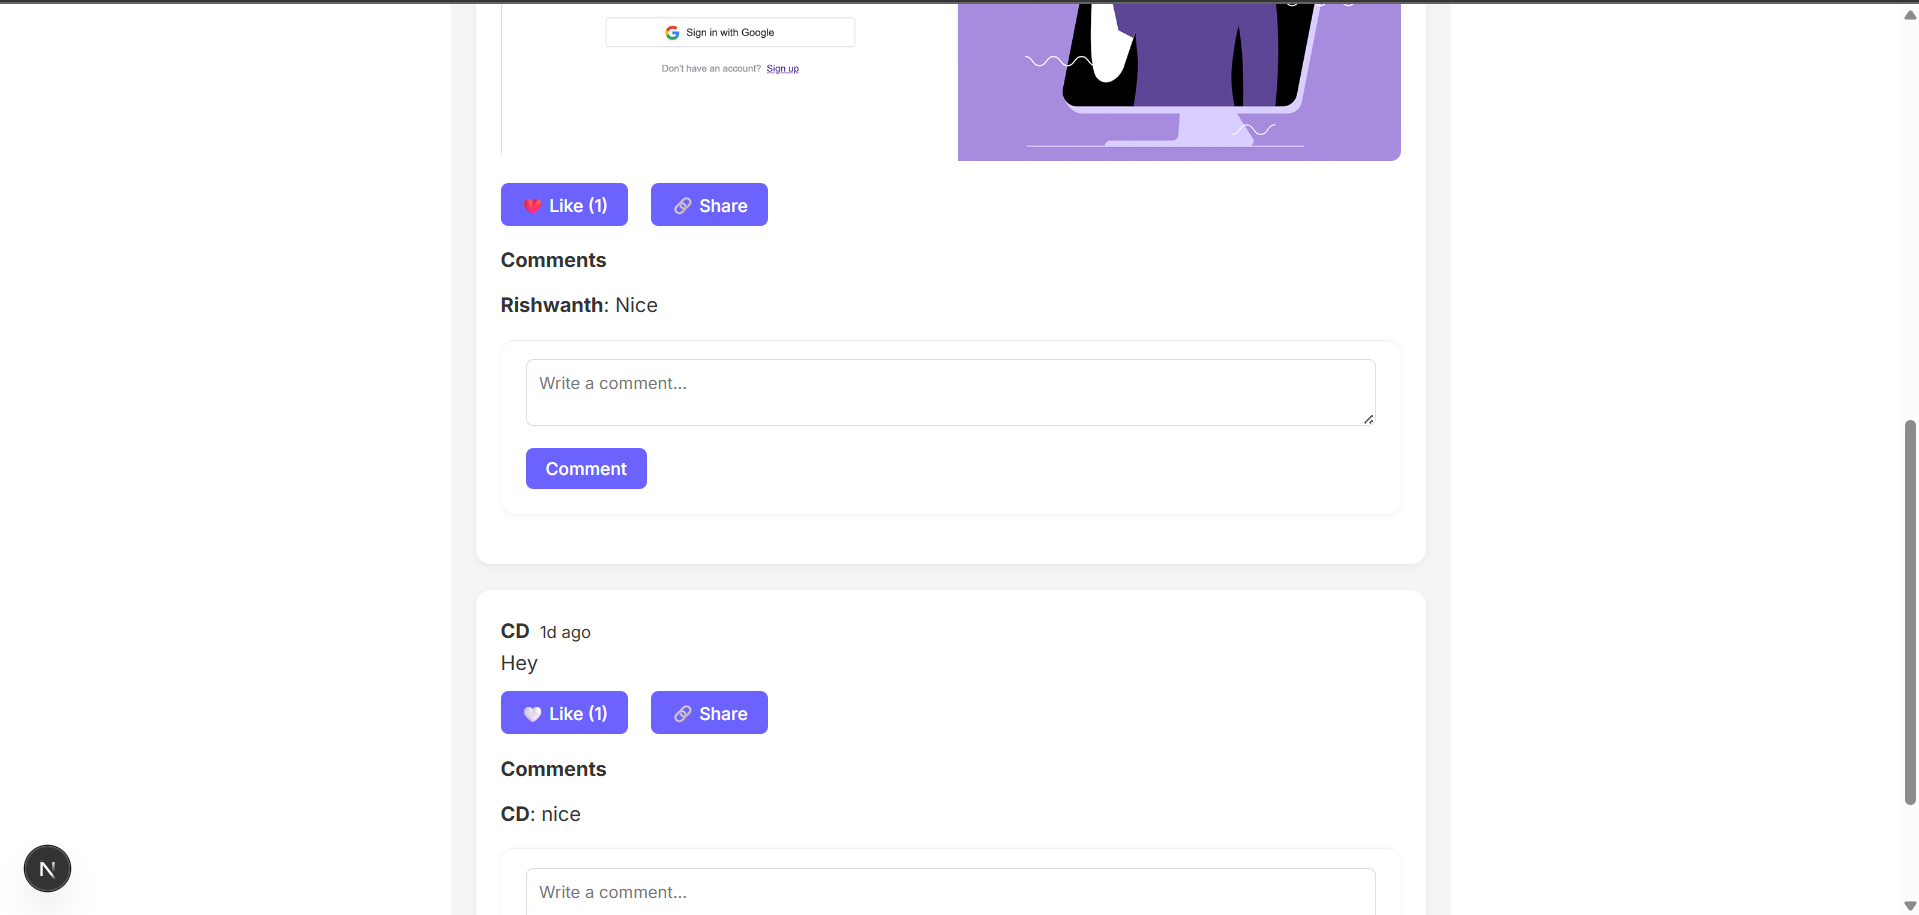 Sign in with Google
Don't have an account? Sign up
❤️ Like (1) 🔗 Share
Comments
Rishwanth: Nice
Write a comment...
Comment
CD 1d ago
Hey
🤍 Like (1) 🔗 Share
Comments
CD: nice
Write a comment...
N